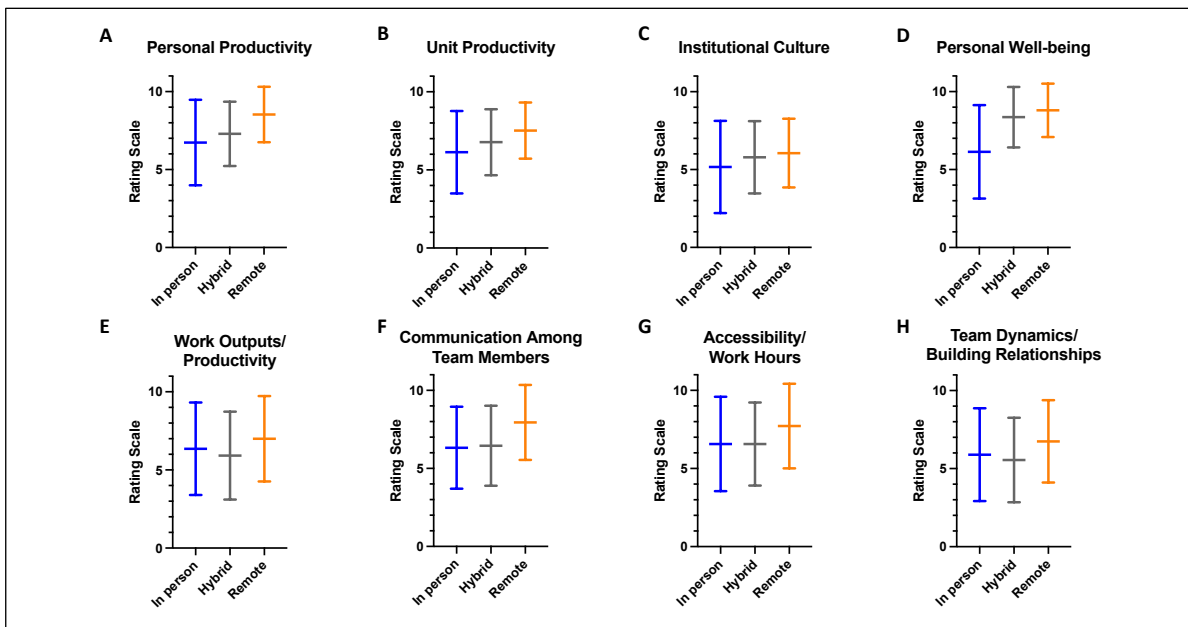 A
Personal Productivity
Rating Scale
10
5
0
In person
Hybrid
Remote
B
Unit Productivity
Rating Scale
10
5
0
In person
Hybrid
Remote
C
Institutional Culture
Rating Scale
10
5
0
In person
Hybrid
Remote
D
Personal Well-being
Rating Scale
10
5
0
In person
Hybrid
Remote
E
Work Outputs/
Productivity
Rating Scale
10
5
0
In person
Hybrid
Remote
F
Communication Among
Team Members
Rating Scale
10
5
0
In person
Hybrid
Remote
G
Accessibility/
Work Hours
Rating Scale
10
5
0
In person
Hybrid
Remote
H
Team Dynamics/
Building Relationships
Rating Scale
10
5
0
In person
Hybrid
Remote